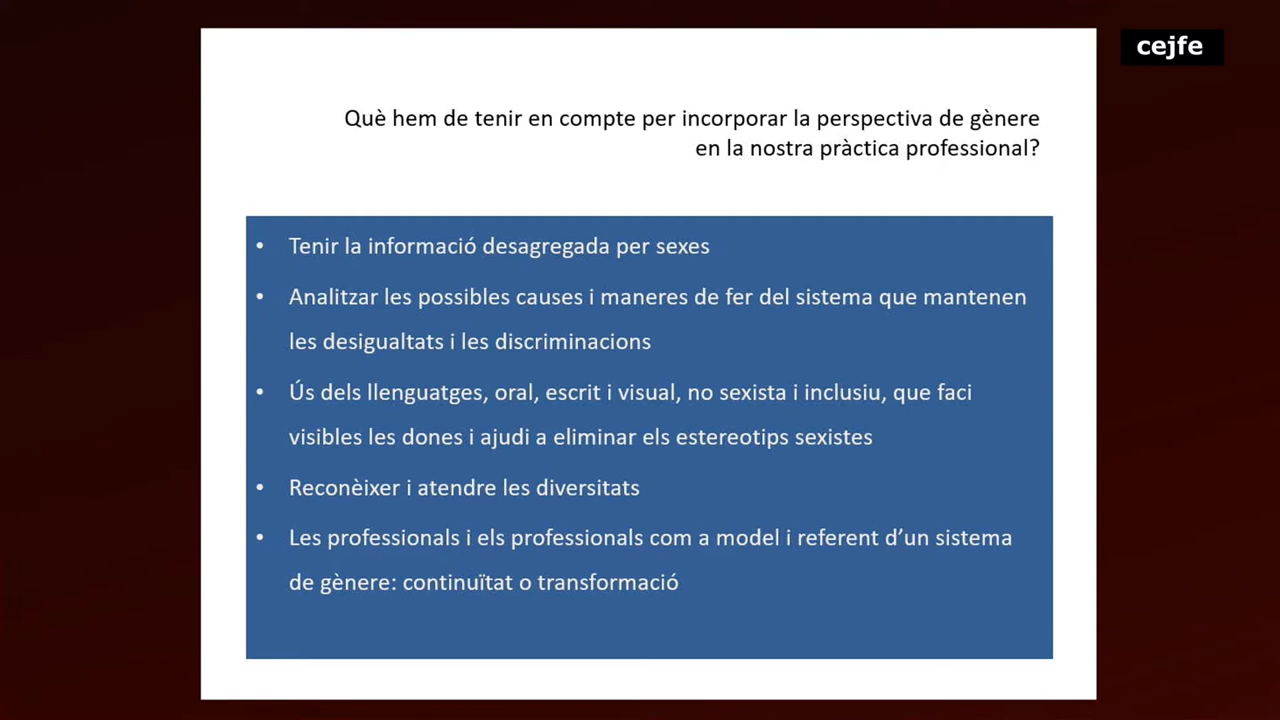 cejfe
Què hem de tenir en compte per incorporar la perspectiva de gènere
en la nostra pràctica professional?
• Tenir la informació desagregada per sexes
• Analitzar les possibles causes i maneres de fer del sistema que mantenen
les desigualtats i les discriminacions
• Ús dels llenguatges, oral, escrit i visual, no sexista i inclusiu, que faci
visibles les dones i ajudi a eliminar els estereotips sexistes
• Reconèixer i atendre les diversitats
• Les professionals i els professionals com a model i referent d’un sistema
de gènere: continuïtat o transformació